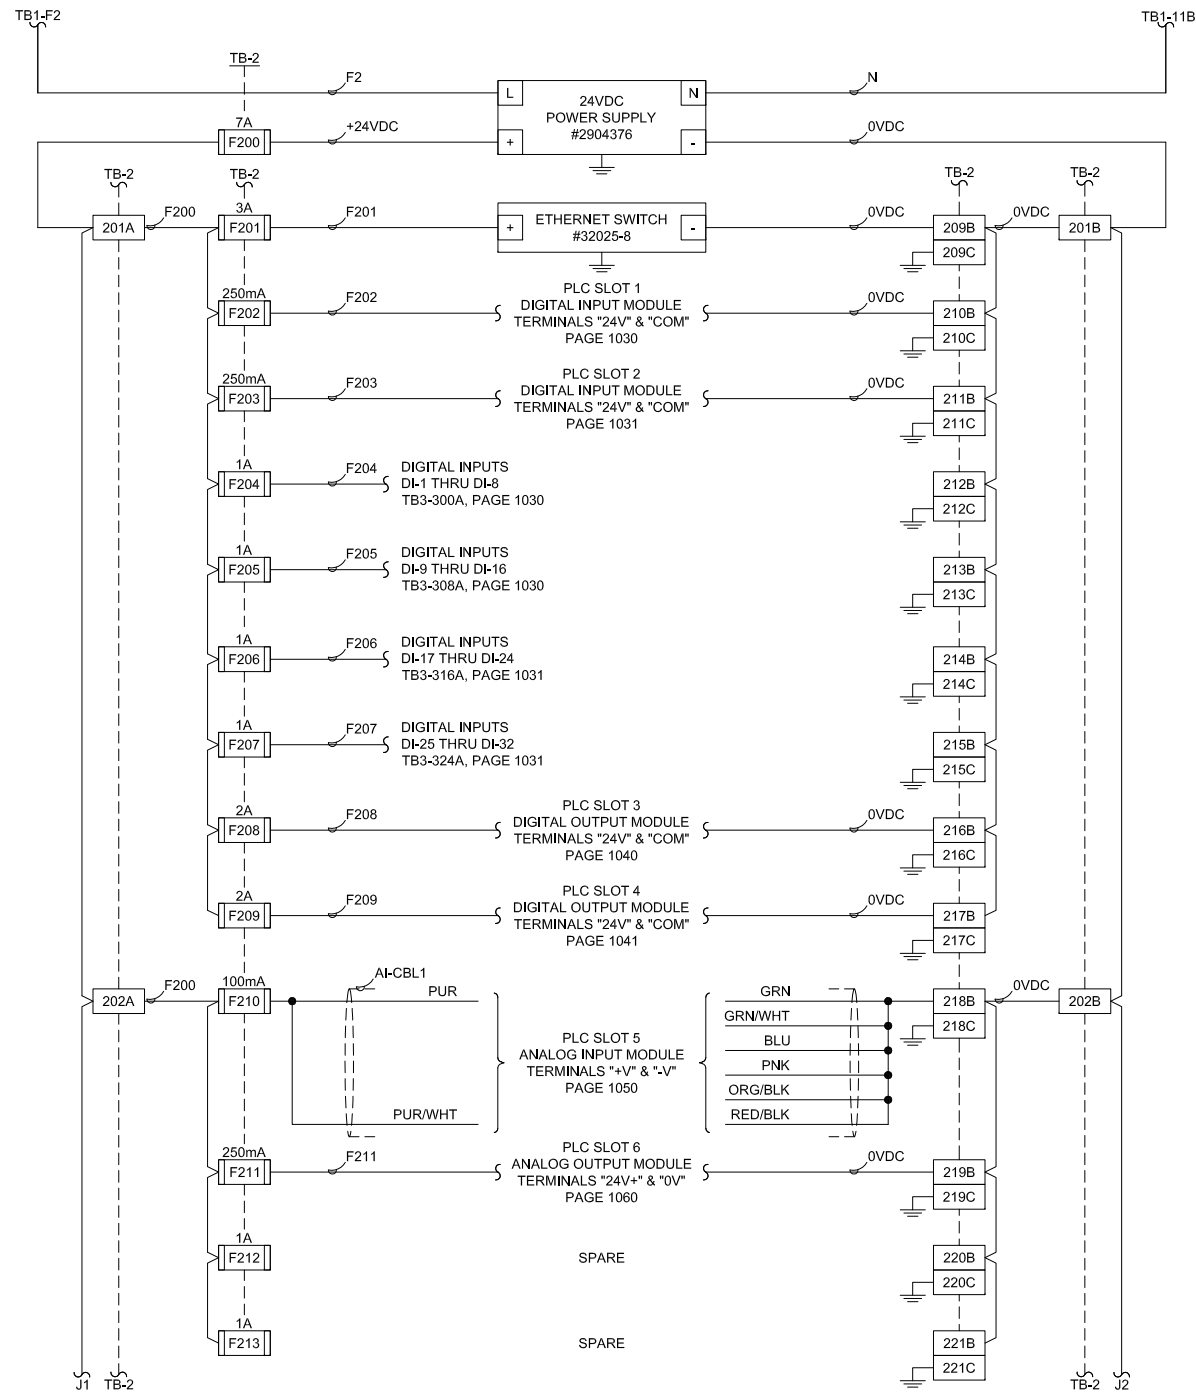 TB1-F2
TB1-11B
TB-2
F2
N
L
24VDC
POWER SUPPLY
#2904376
N
7A
F200
+24VDC
+
-
0VDC
TB-2
TB-2
TB-2
TB-2
201A
F200
3A
F201
F201
+
ETHERNET SWITCH
#32025-8
-
0VDC
209B
0VDC
201B
209C
250mA
F202
F202
PLC SLOT 1
DIGITAL INPUT MODULE
TERMINALS "24V" & "COM"
PAGE 1030
0VDC
210B
210C
250mA
F203
F203
PLC SLOT 2
DIGITAL INPUT MODULE
TERMINALS "24V" & "COM"
PAGE 1031
0VDC
211B
211C
1A
F204
F204
DIGITAL INPUTS
DI-1 THRU DI-8
TB3-300A, PAGE 1030
212B
212C
1A
F205
F205
DIGITAL INPUTS
DI-9 THRU DI-16
TB3-308A, PAGE 1030
213B
213C
1A
F206
F206
DIGITAL INPUTS
DI-17 THRU DI-24
TB3-316A, PAGE 1031
214B
214C
1A
F207
F207
DIGITAL INPUTS
DI-25 THRU DI-32
TB3-324A, PAGE 1031
215B
215C
2A
F208
F208
PLC SLOT 3
DIGITAL OUTPUT MODULE
TERMINALS "24V" & "COM"
PAGE 1040
0VDC
216B
216C
2A
F209
F209
PLC SLOT 4
DIGITAL OUTPUT MODULE
TERMINALS "24V" & "COM"
PAGE 1041
0VDC
217B
217C
202A
F200
100mA
F210
AI-CBL1
PUR
PUR/WHT
PLC SLOT 5
ANALOG INPUT MODULE
TERMINALS "+V" & "-V"
PAGE 1050
GRN
GRN/WHT
BLU
PNK
ORG/BLK
RED/BLK
218B
0VDC
202B
218C
250mA
F211
F211
PLC SLOT 6
ANALOG OUTPUT MODULE
TERMINALS "24V+" & "0V"
PAGE 1060
0VDC
219B
219C
1A
F212
SPARE
220B
220C
1A
F213
SPARE
221B
221C
J1
TB-2
TB-2
J2